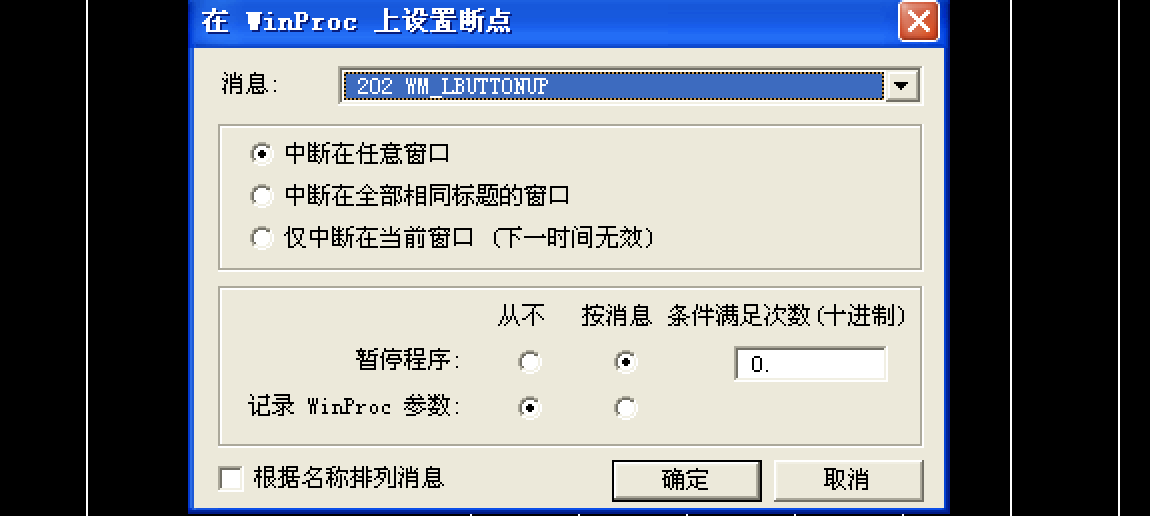 在 WinProc 上设置断点
消息: 202 WM_LBUTTONUP
中断在任意窗口
中断在全部相同标题的窗口
仅中断在当前窗口 (下一时间无效)
从不 按消息 条件满足次数(十进制)
暂停程序: 0.
记录 WinProc 参数:
根据名称排列消息 确定 取消